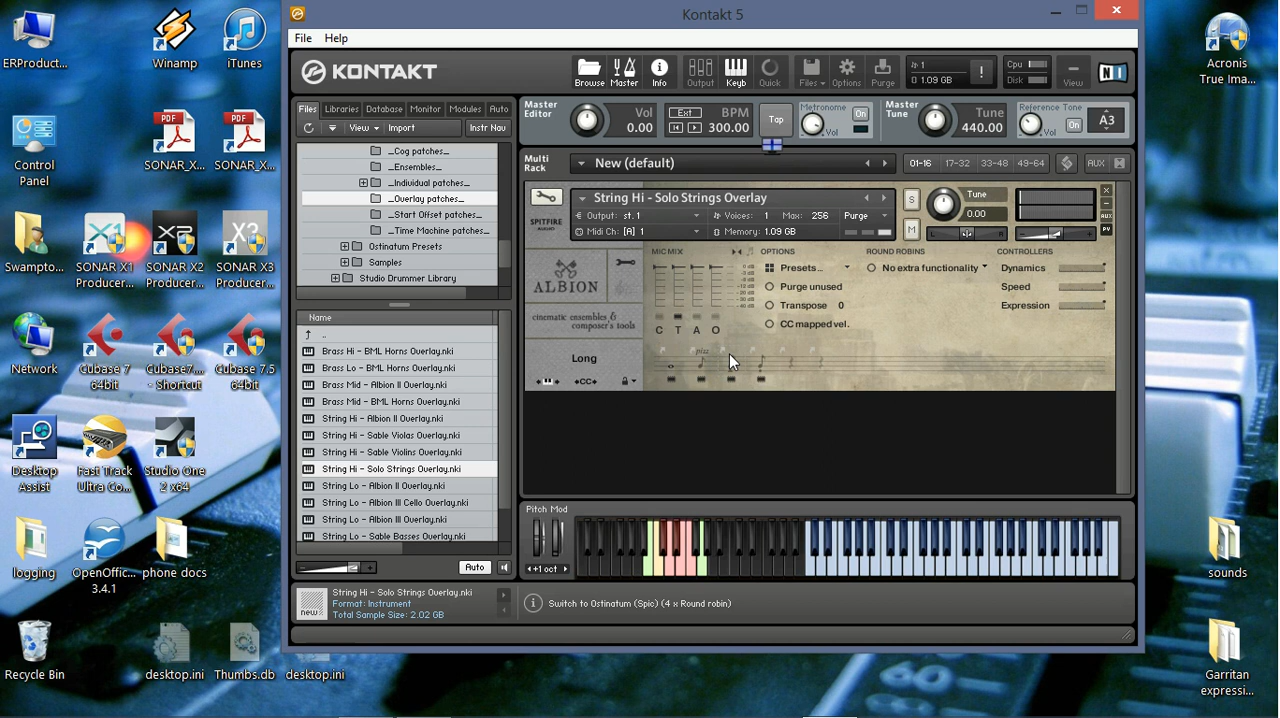 Kontakt 5
File Help
KONTAKT
Browse Master Info Output Keyb Quick Files Options Purge
1
1.09 GB
!
Cpu
Disk
View
NI
Files Libraries Database Monitor Modules Auto
View Import Instr Nav
_Cog patches_
_Ensembles_
_Individual patches_
_Overlay patches_
_Start Offset patches_
_Time Machine patches_
Ostinatum Presets
Samples
Studio Drummer Library
Name
..
Brass Hi - BML Horns Overlay.nki
Brass Lo - BML Horns Overlay.nki
Brass Mid - Albion II Overlay.nki
Brass Mid - BML Horns Overlay.nki
String Hi - Albion II Overlay.nki
String Hi - Sable Violas Overlay.nki
String Hi - Sable Violins Overlay.nki
String Hi - Solo Strings Overlay.nki
String Lo - Albion II Overlay.nki
String Lo - Albion III Cello Overlay.nki
String Lo - Albion III Overlay.nki
String Lo - Sable Basses Overlay.nki
Auto
new
String Hi - Solo Strings Overlay.nki
Format: Instrument
Total Sample Size: 2.02 GB
Master Editor
Vol
0.00
Ext BPM
300.00
Tap
Metronome
Vol
On
Master Tune
Tune
440.00
Reference Tone
Vol
On
A3
Multi Rack
New (default)
01-16 17-32 33-48 49-64
AUX
SPITFIRE AUDIO
String Hi - Solo Strings Overlay
Output: st. 1 Voices: 1 Max: 256 Purge
Midi Ch: [A] 1 Memory: 1.09 GB
S
M
Tune
0.00
L R
AUX
PV
ALBION
cinematic ensembles & composer's tools
Long
CC
MIC MIX
C T A O
OPTIONS
Presets...
Purge unused
Transpose 0
CC mapped vel.
ROUND ROBINS
No extra functionality
CONTROLLERS
Dynamics
Speed
Expression
pizz
Pitch Mod
+1 oct
Switch to Ostinatum (Spic) (4 x Round robin)
ERProduct...
Winamp
iTunes
Control Panel
PDF
SONAR_X...
PDF
SONAR_X...
Swampton...
X1
SONAR X1 Producer...
X2
SONAR X2 Producer...
X3
SONAR X3 Producer...
Network
Cubase 7 64bit
Cubase7.... - Shortcut
Cubase 7.5 64bit
Desktop Assist
Fast Track Ultra Co...
Studio One 2 x64
logging
OpenOffic... 3.4.1
phone docs
Recycle Bin
desktop.ini
Thumbs.db
desktop.ini
Acronis True Ima...
sounds
Garritan expressi...